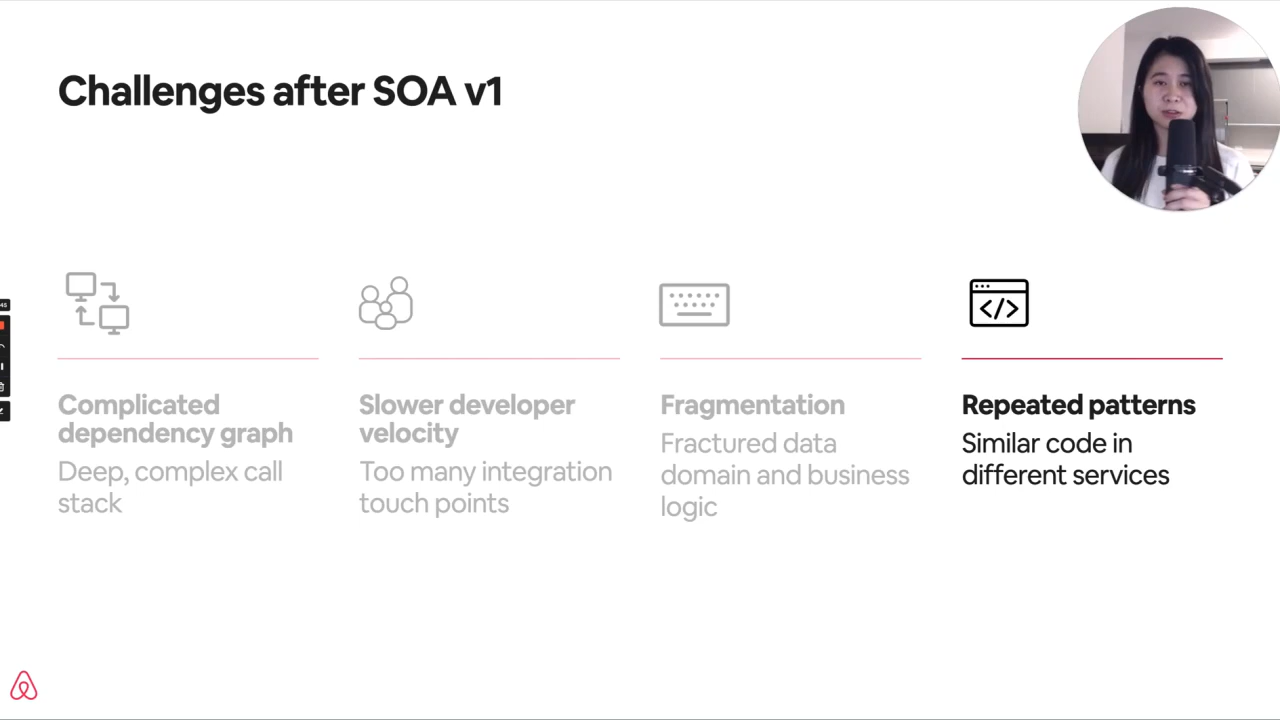 Challenges after SOA v1
45
</>
Complicated
dependency graph
Deep, complex call
stack
Slower developer
velocity
Too many integration
touch points
Fragmentation
Fractured data
domain and business
logic
Repeated patterns
Similar code in
different services